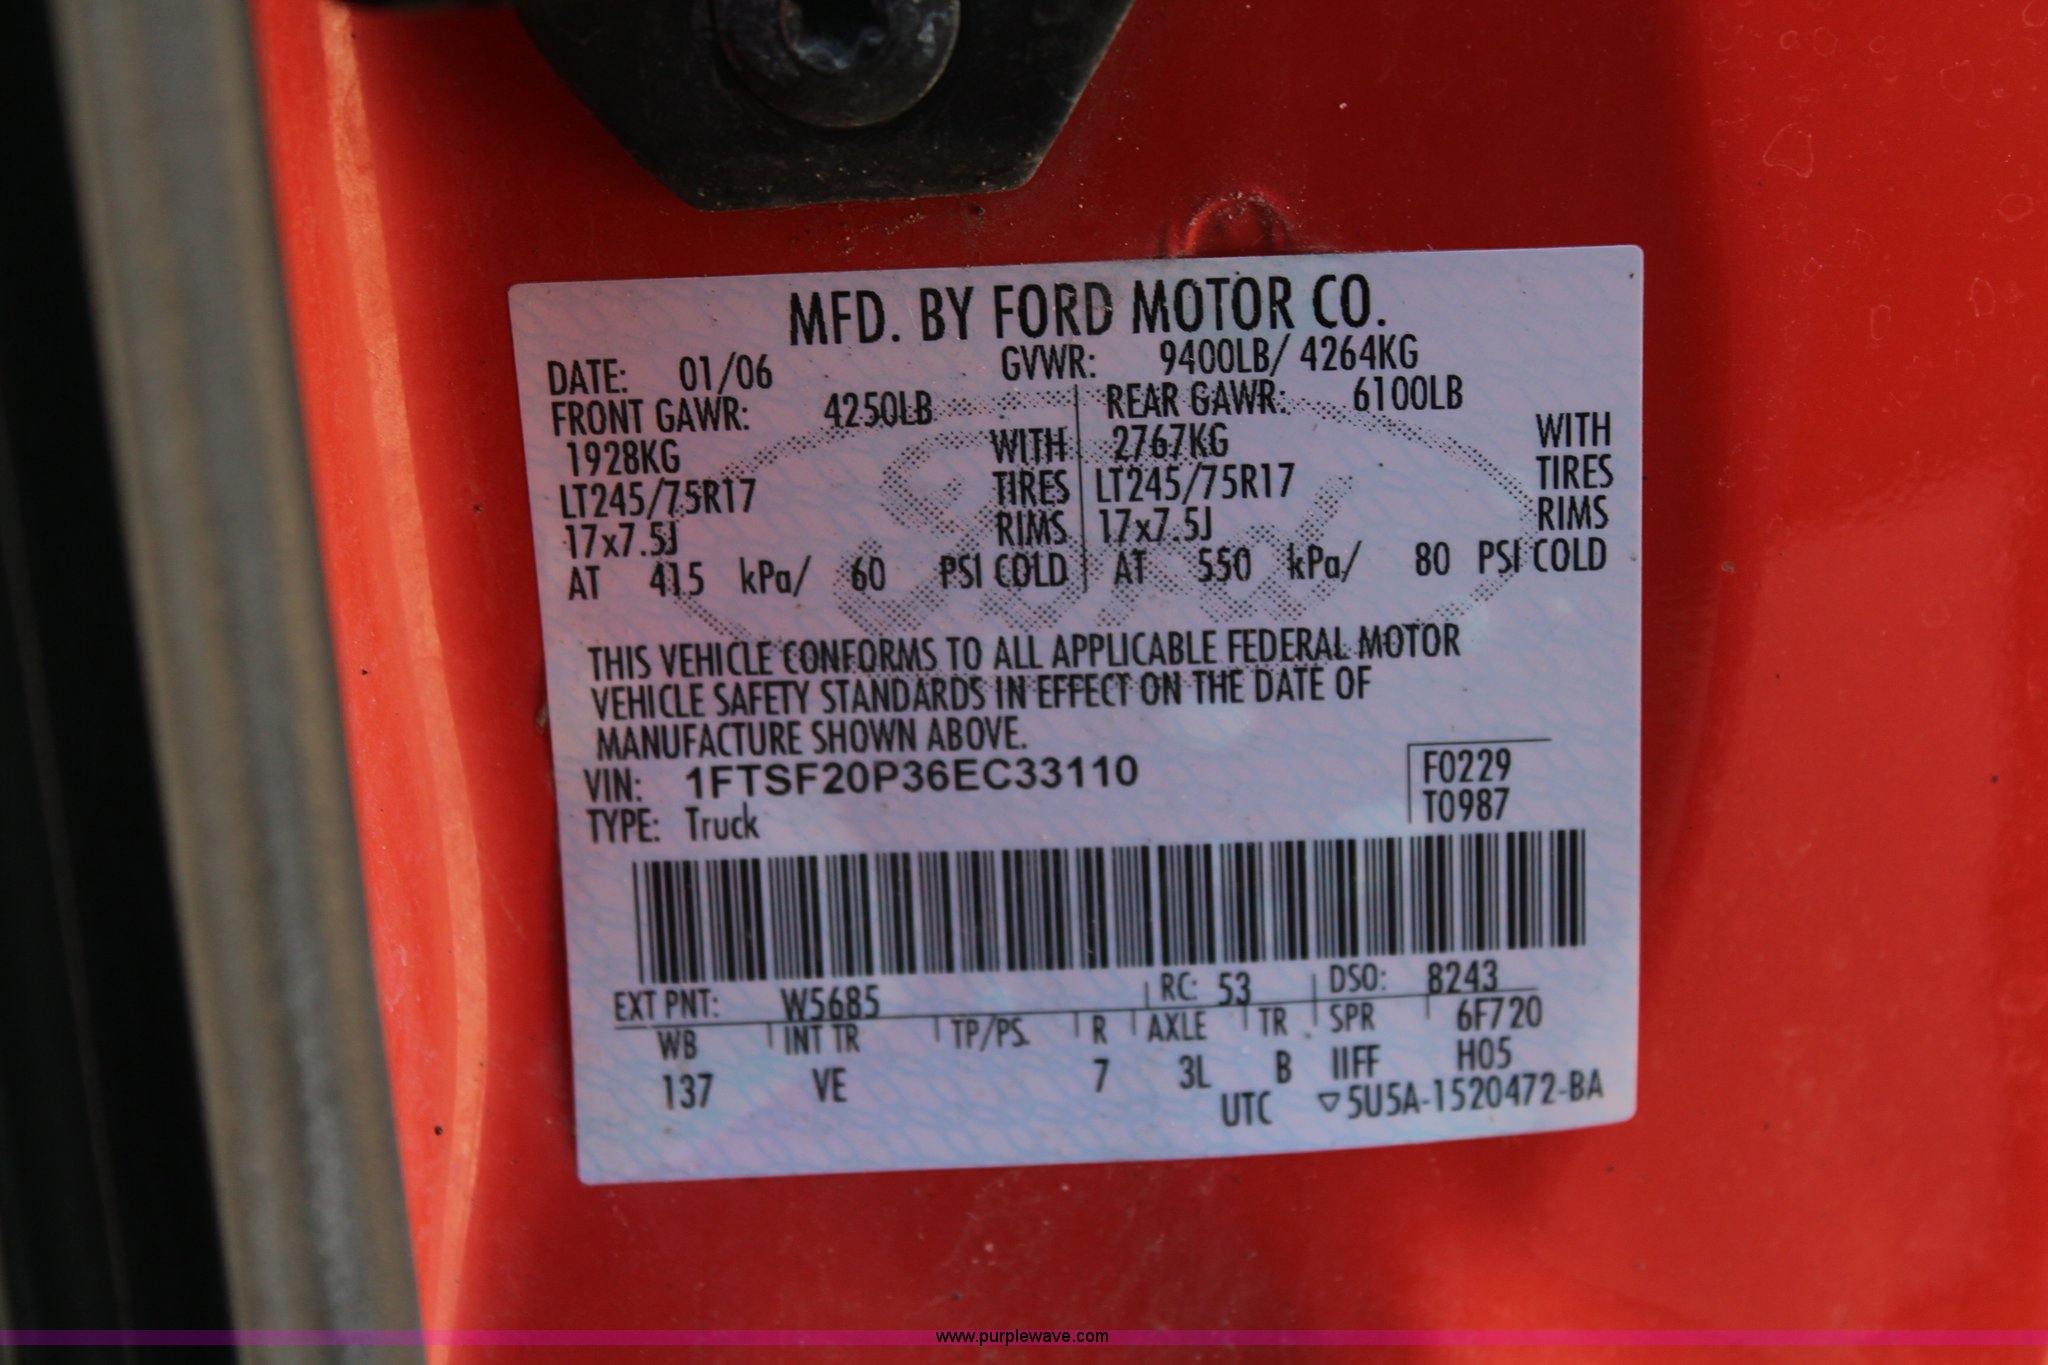 MFD. BY FORD MOTOR CO.
DATE: 01/06 GVWR: 9400LB/ 4264KG
FRONT GAWR: 4250LB REAR GAWR: 6100LB
1928KG WITH 2767KG WITH
LT245/75R17 TIRES LT245/75R17 TIRES
17x7.5J RIMS 17x7.5J RIMS
AT 415 kPa/ 60 PSI COLD AT 550 kPa/ 80 PSI COLD
THIS VEHICLE CONFORMS TO ALL APPLICABLE FEDERAL MOTOR
VEHICLE SAFETY STANDARDS IN EFFECT ON THE DATE OF
MANUFACTURE SHOWN ABOVE.
VIN: 1FTSF20P36EC33110 F0229
TYPE: Truck T0987
EXT PNT: W5685 RC: 53 DSO: 8243
WB INT TR TP/PS R AXLE TR SPR 6F720
137 VE 7 3L B IIFF H05
UTC ▽5U5A-1520472-BA
www.purplewave.com